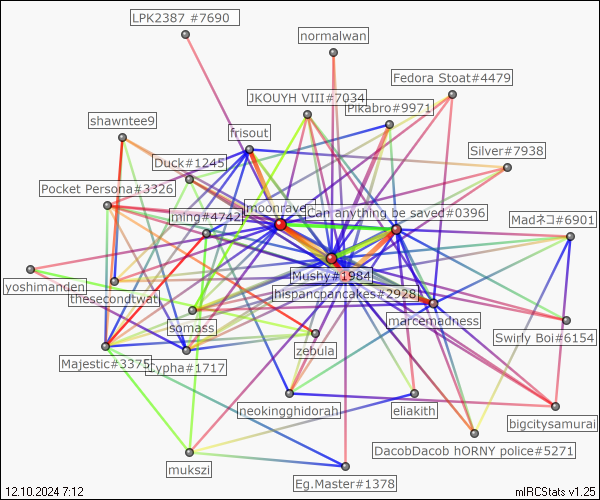 LPK2387 #7690
normalwan
Fedora Stoat#4479
JKOUYH VIII#7034
Pikabro#9971
shawntee9
frisout
Silver#7938
Duck#1245
Pocket Persona#3326
moonrave
Can anything be saved#0396
ming#4742
Madネコ#6901
yoshimanden
Mushy#1984
thesecondtwat
hispancpancakes#2928
somass
marcemadness
Swirly Boi#6154
zebula
Majestic#3375
Cypha#1717
neokingghidorah
eliakith
bigcitysamurai
DacobDacob hORNY police#5271
mukszi
Eg.Master#1378
12.10.2024 7:12
mIRCStats v1.25